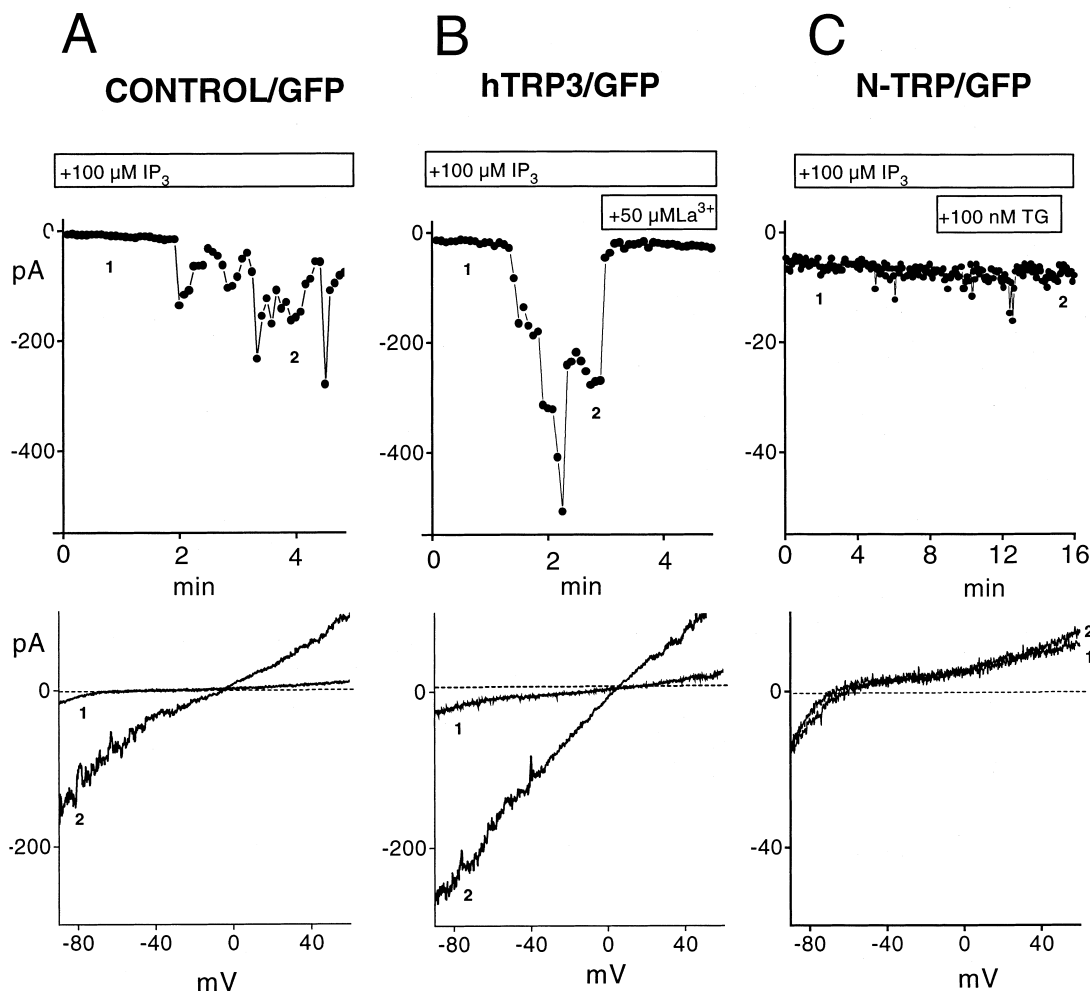 A
B
C
CONTROL/GFP
hTRP3/GFP
N-TRP/GFP
+100 µM IP3
+100 µM IP3
+50 µMLa3+
+100 µM IP3
+100 nM TG
0
pA
-200
-400
1
2
0
2
4
min
0
-200
-400
1
2
0
2
4
min
0
-20
-40
1
2
0
4
8
12
16
min
pA
0
-200
1
2
-80
-40
0
40
mV
0
-200
1
2
-80
-40
0
40
mV
0
-40
2
1
-80
-40
0
40
mV